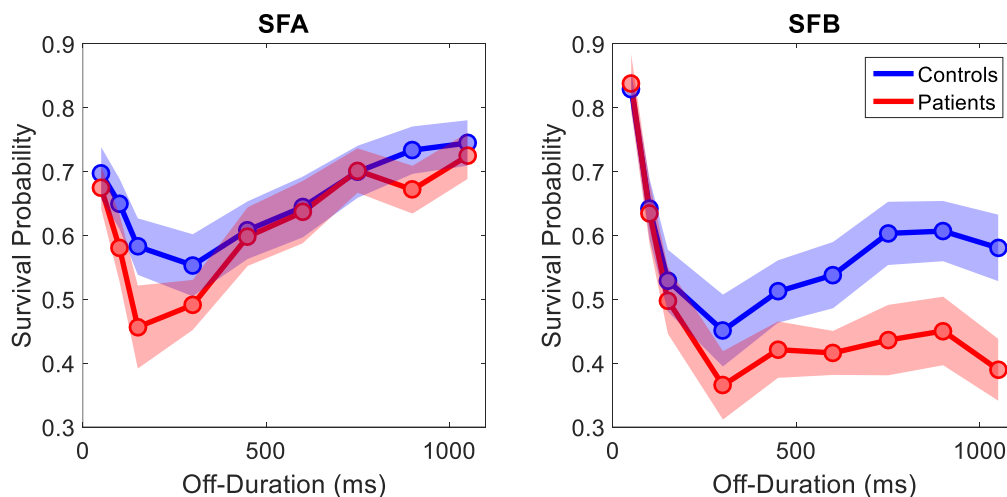 SFA
0.9
0.8
0.7
0.6
0.5
0.4
0.3
Survival Probability
0
500
1000
Off-Duration (ms)
SFB
0.9
0.8
0.7
0.6
0.5
0.4
0.3
Survival Probability
0
500
1000
Off-Duration (ms)
Controls
Patients